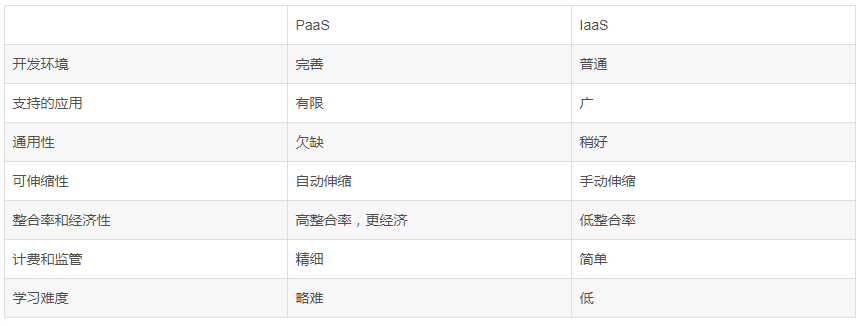 PaaS IaaS
开发环境 完善 普通
支持的应用 有限 广
通用性 欠缺 稍好
可伸缩性 自动伸缩 手动伸缩
整合率和经济性 高整合率，更经济 低整合率
计费和监管 精细 简单
学习难度 略难 低